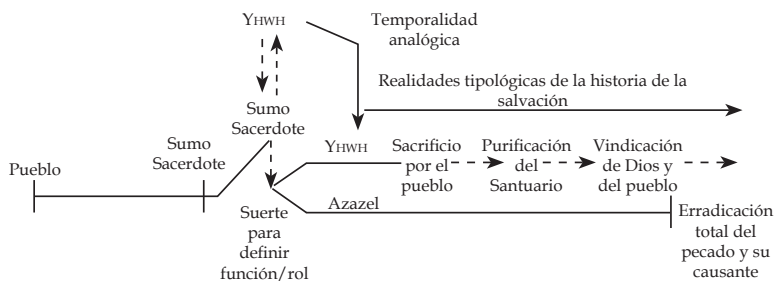 YHWH
Temporalidad
analógica
Realidades tipológicas de la historia de la
salvación
Sumo
Sacerdote
Sumo
Sacerdote
Pueblo
YHWH
Sacrificio
por el
pueblo
Purificación
del
Santuario
Vindicación
de Dios y
del pueblo
Azazel
Suerte
para
definir
función/rol
Erradicación
total del
pecado y su
causante